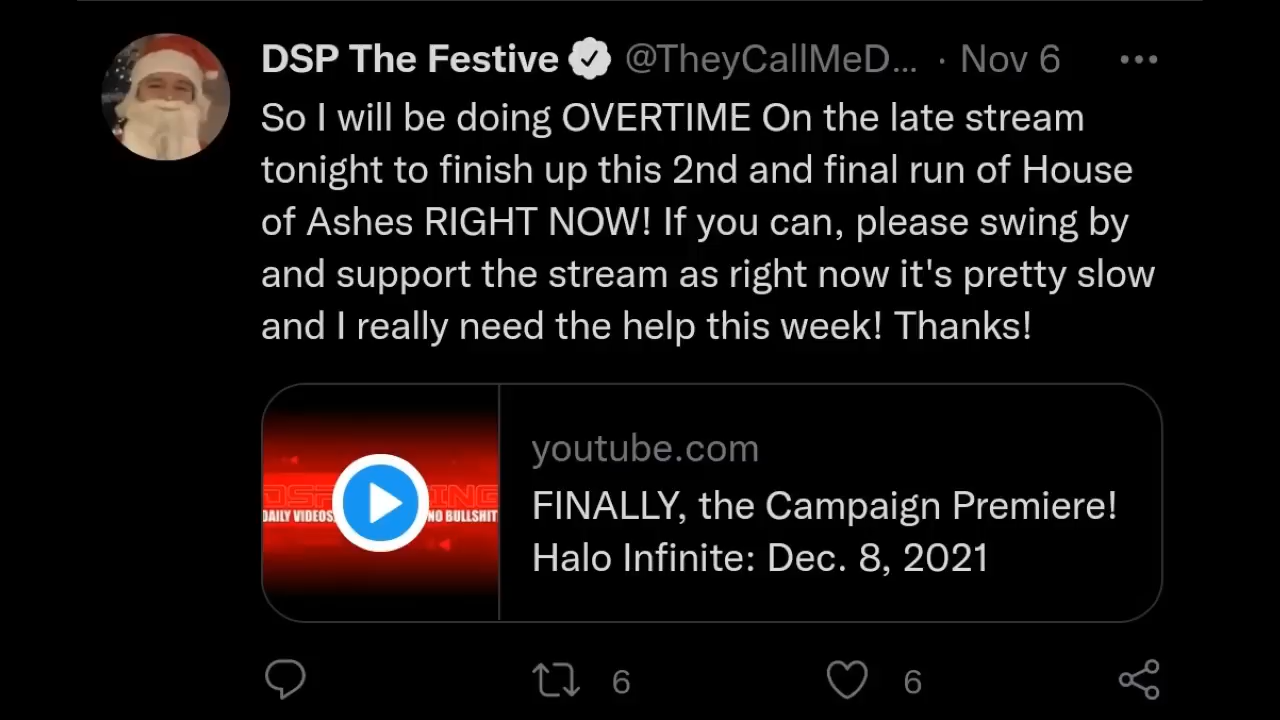 DSP The Festive @TheyCallMeD... · Nov 6
So I will be doing OVERTIME On the late stream
tonight to finish up this 2nd and final run of House
of Ashes RIGHT NOW! If you can, please swing by
and support the stream as right now it's pretty slow
and I really need the help this week! Thanks!
youtube.com
DAILY VIDEOS NO BULLSHIT
FINALLY, the Campaign Premiere!
Halo Infinite: Dec. 8, 2021
6 6